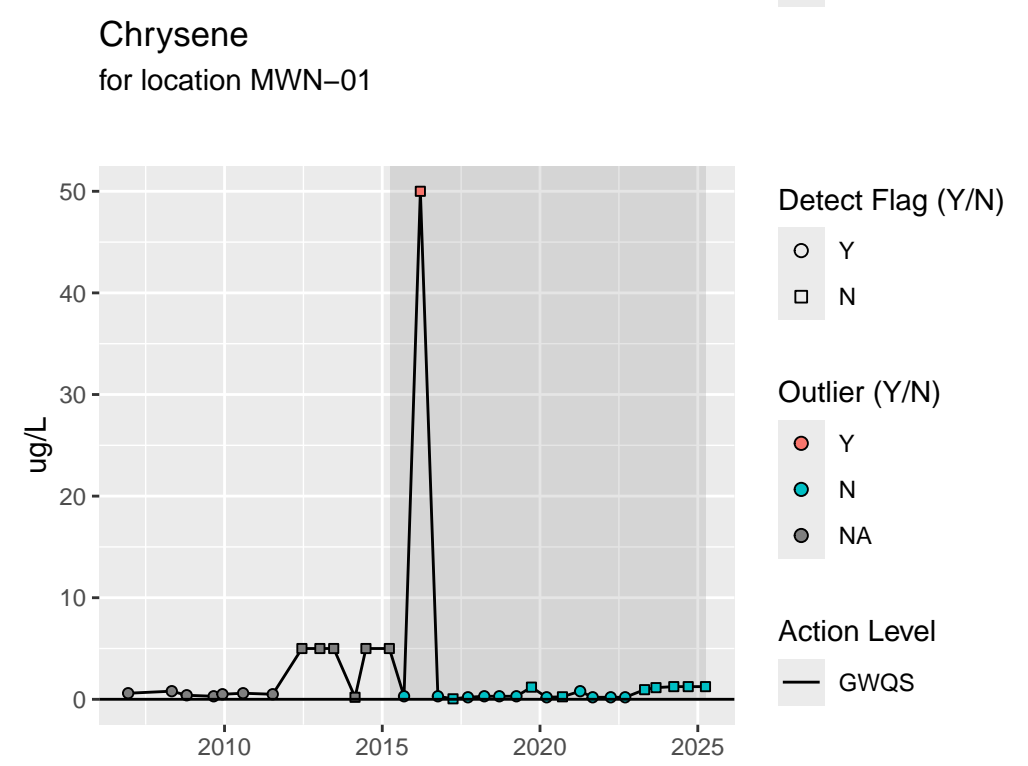 Chrysene
for location MWN−01
50
40
30
20
10
0
ug/L
2010
2015
2020
2025
Detect Flag (Y/N)
Y
N
Outlier (Y/N)
Y
N
NA
Action Level
GWQS